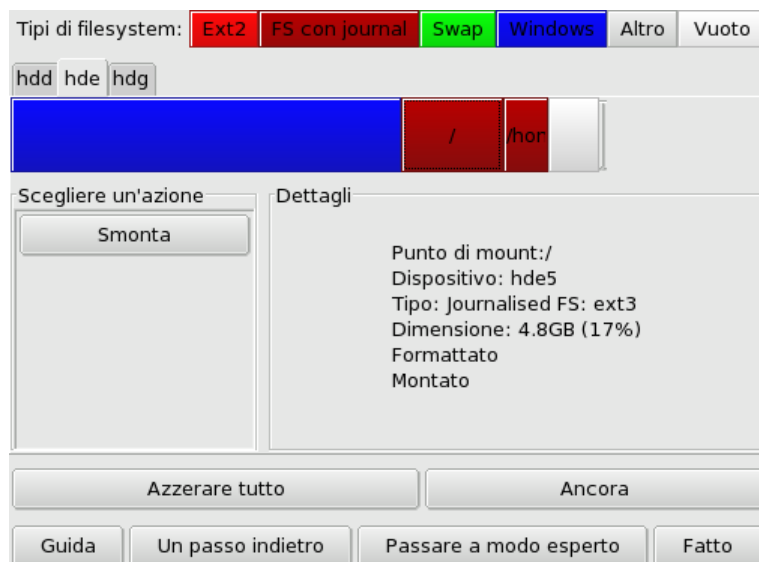 Tipi di filesystem: Ext2 FS con journal Swap Windows Altro Vuoto
hdd hde hdg
/ /hor
Scegliere un'azione Dettagli
Smonta
Punto di mount:/
Dispositivo: hde5
Tipo: Journalised FS: ext3
Dimensione: 4.8GB (17%)
Formattato
Montato
Azzerare tutto Ancora
Guida Un passo indietro Passare a modo esperto Fatto